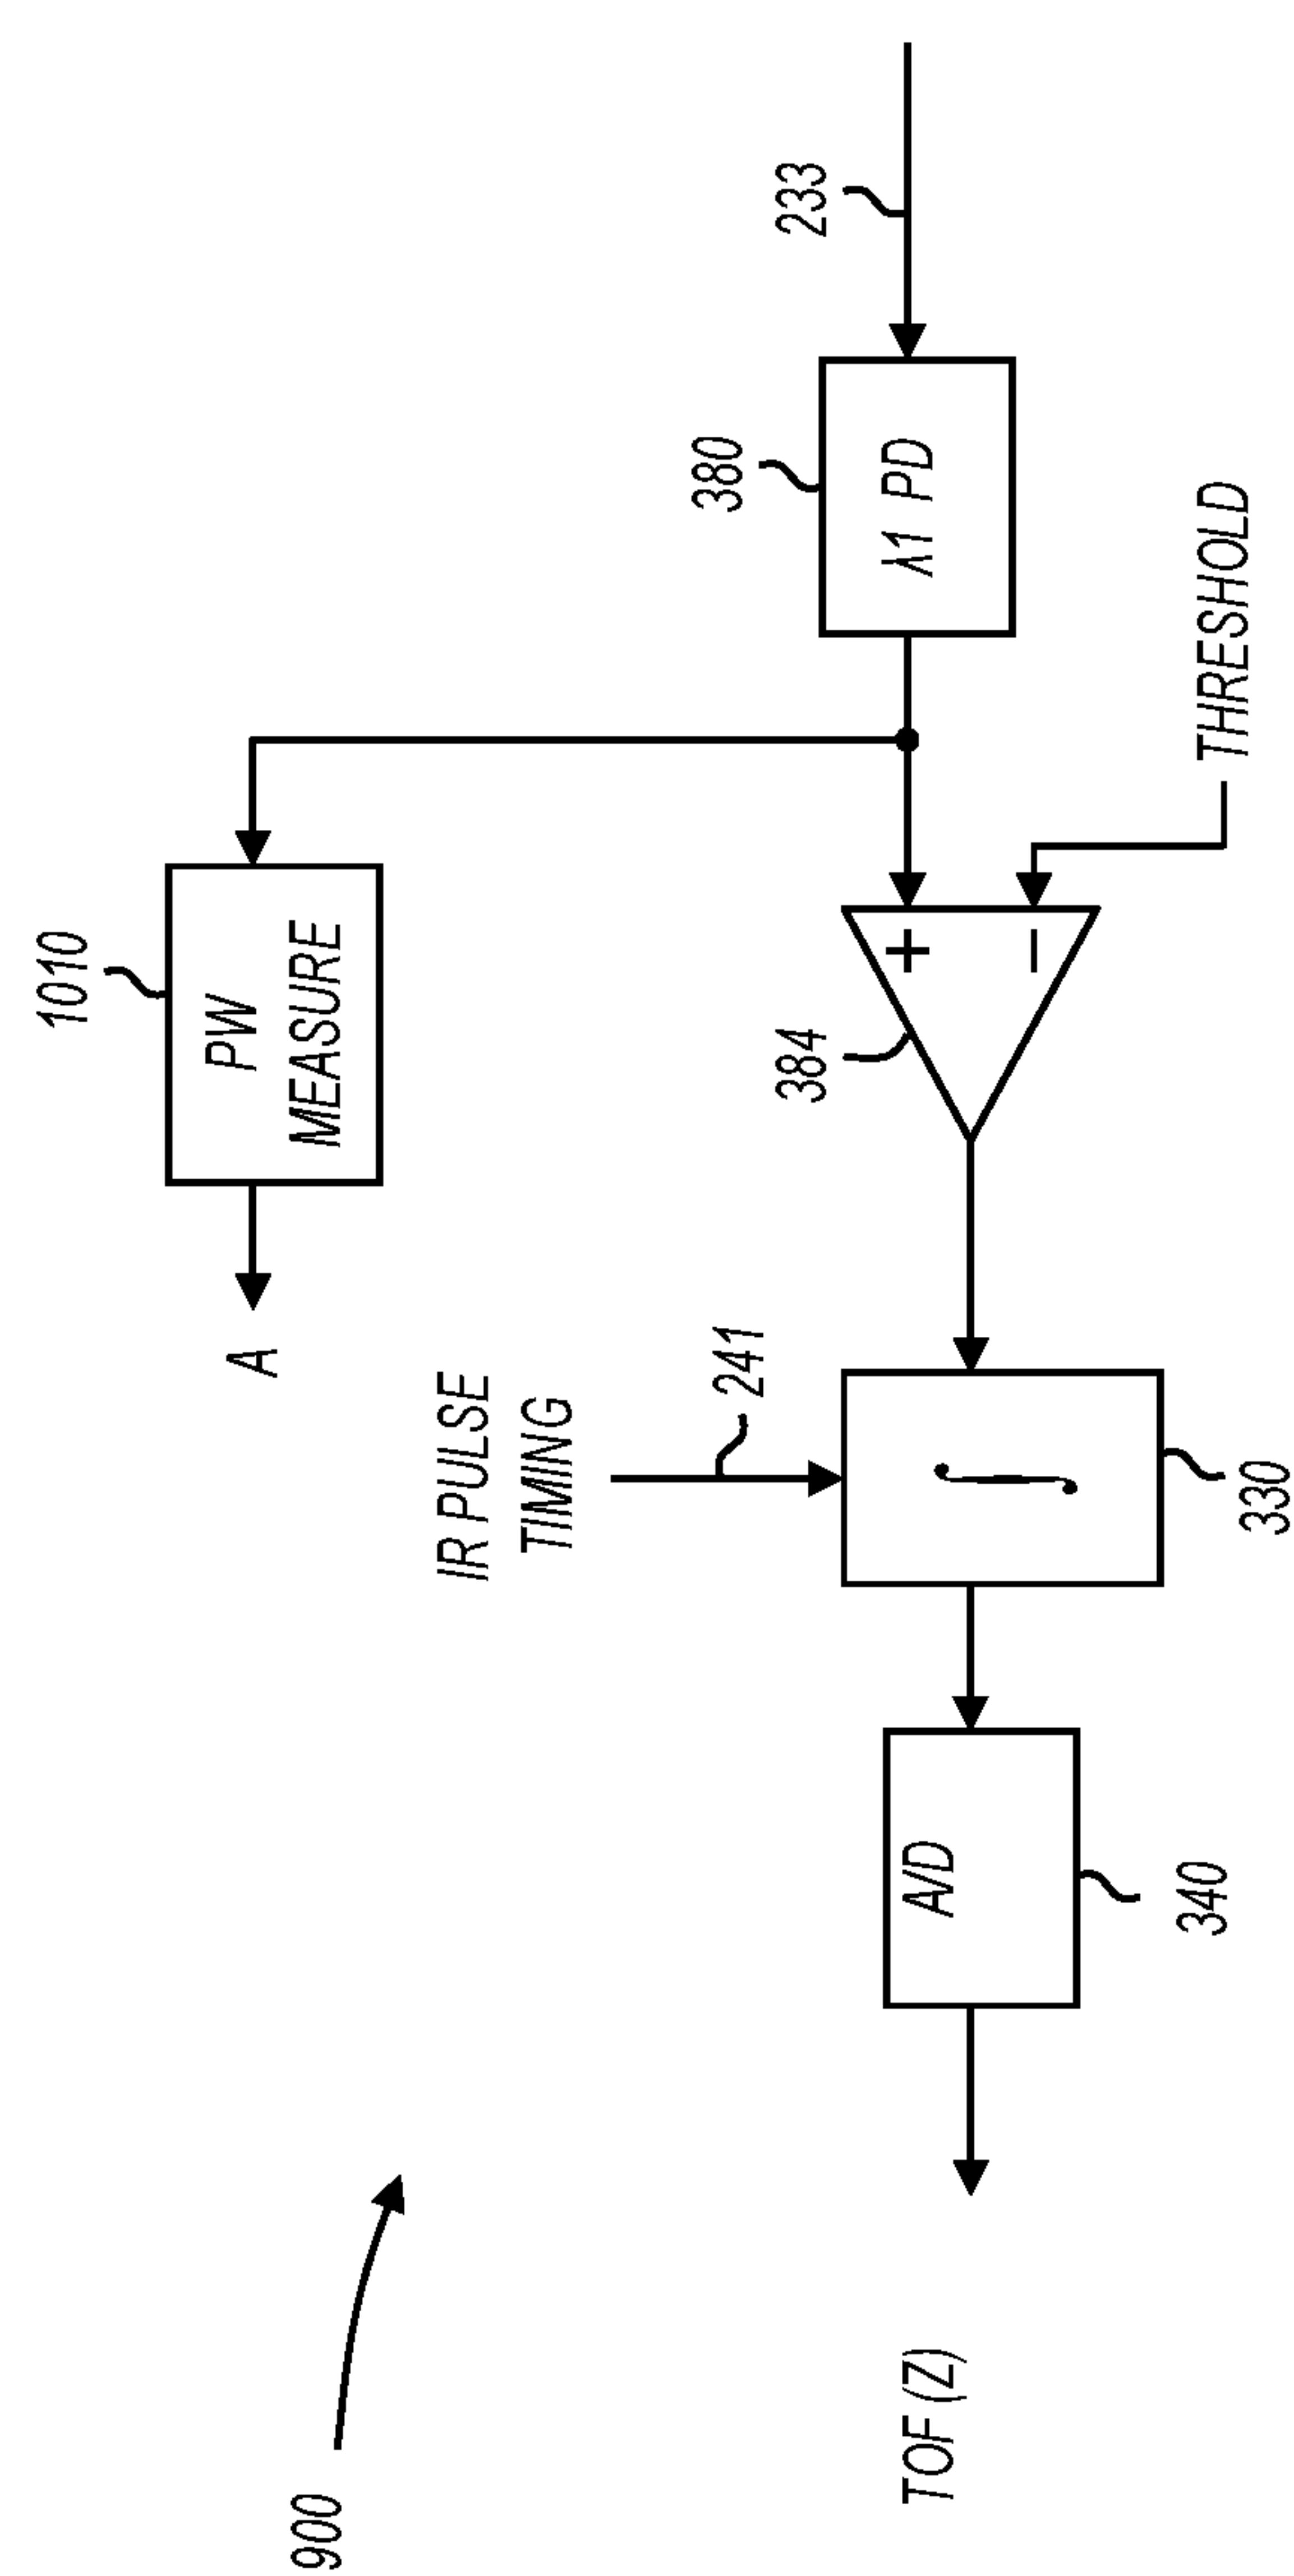 1010
PW
MEASURE
A
900
IR PULSE
TIMING
241
380
384
233
TOF (Z)
A/D
∫
+
−
λ1 PD
340
330
THRESHOLD